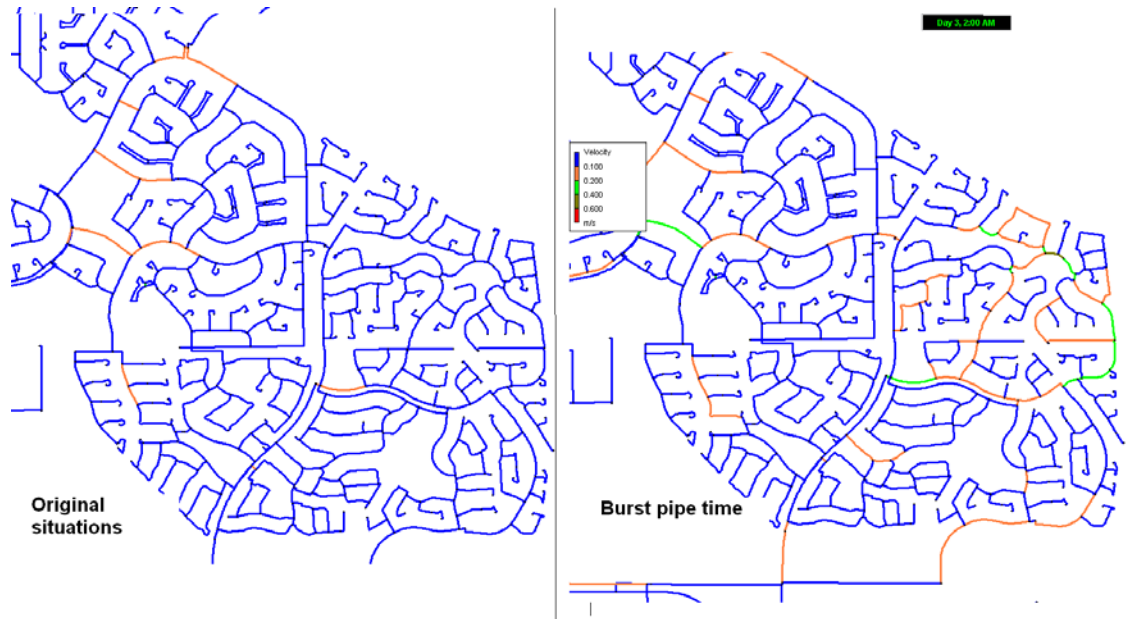 Day 3, 2:00 AM
Velocity
0.100
0.200
0.400
0.600
m/s
Original
situations
Burst pipe time